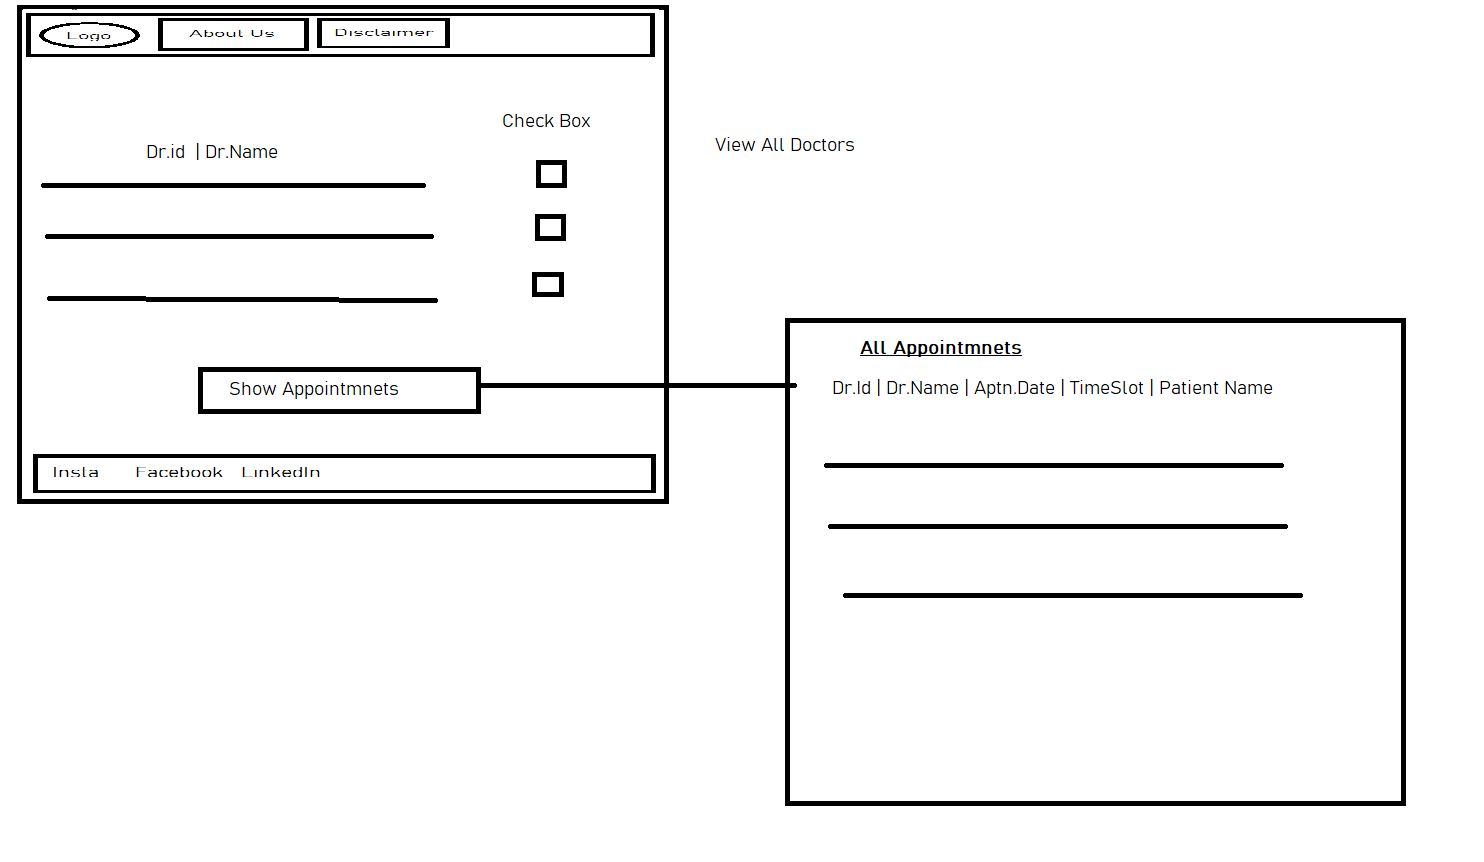 Logo
About Us
Disclaimer
Check Box
View All Doctors
Dr.id | Dr.Name
All Appointmnets
Show Appointmnets
Dr.Id | Dr.Name | Aptn.Date | TimeSlot | Patient Name
Insta Facebook LinkedIn